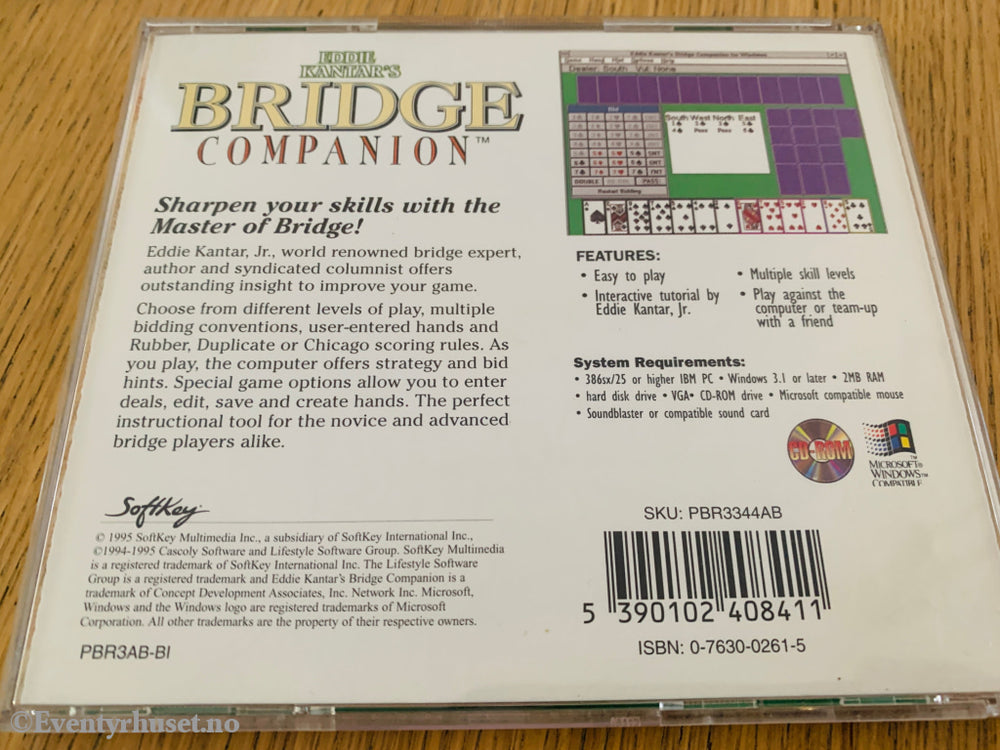 EDDIE
KANTAR'S
BRIDGE
COMPANION™
Sharpen your skills with the
Master of Bridge!
Eddie Kantar, Jr., world renowned bridge expert,
author and syndicated columnist offers
outstanding insight to improve your game.
Choose from different levels of play, multiple
bidding conventions, user-entered hands and
Rubber, Duplicate or Chicago scoring rules. As
you play, the computer offers strategy and bid
hints. Special game options allow you to enter
deals, edit, save and create hands. The perfect
instructional tool for the novice and advanced
bridge players alike.
SoftKey
© 1995 SoftKey Multimedia Inc., a subsidiary of SoftKey International Inc.,
©1994-1995 Cascoly Software and Lifestyle Software Group. SoftKey Multimedia
is a registered trademark of SoftKey International Inc. The Lifestyle Software
Group is a registered trademark and Eddie Kantar's Bridge Companion is a
trademark of Concept Development Associates, Inc. Network Inc. Microsoft,
Windows and the Windows logo are registered trademarks of Microsoft
Corporation. All other trademarks are the property of their respective owners.
PBR3AB-BI
Eddie Kantar's Bridge Companion for Windows
Dealer: South Vul: None
Bid
South West North East
Pass
Pass
DOUBLE
PASS
Restart Bidding
FEATURES:
• Easy to play
• Interactive tutorial by
Eddie Kantar, Jr.
• Multiple skill levels
• Play against the
computer or team-up
with a friend
System Requirements:
• 386sx/25 or higher IBM PC • Windows 3.1 or later • 2MB RAM
• hard disk drive • VGA• CD-ROM drive • Microsoft compatible mouse
• Soundblaster or compatible sound card
CD-ROM
MICROSOFT®
WINDOWS™
COMPATIBLE
SKU: PBR3344AB
5 390102 408411
ISBN: 0-7630-0261-5
©Eventyrhuset.no